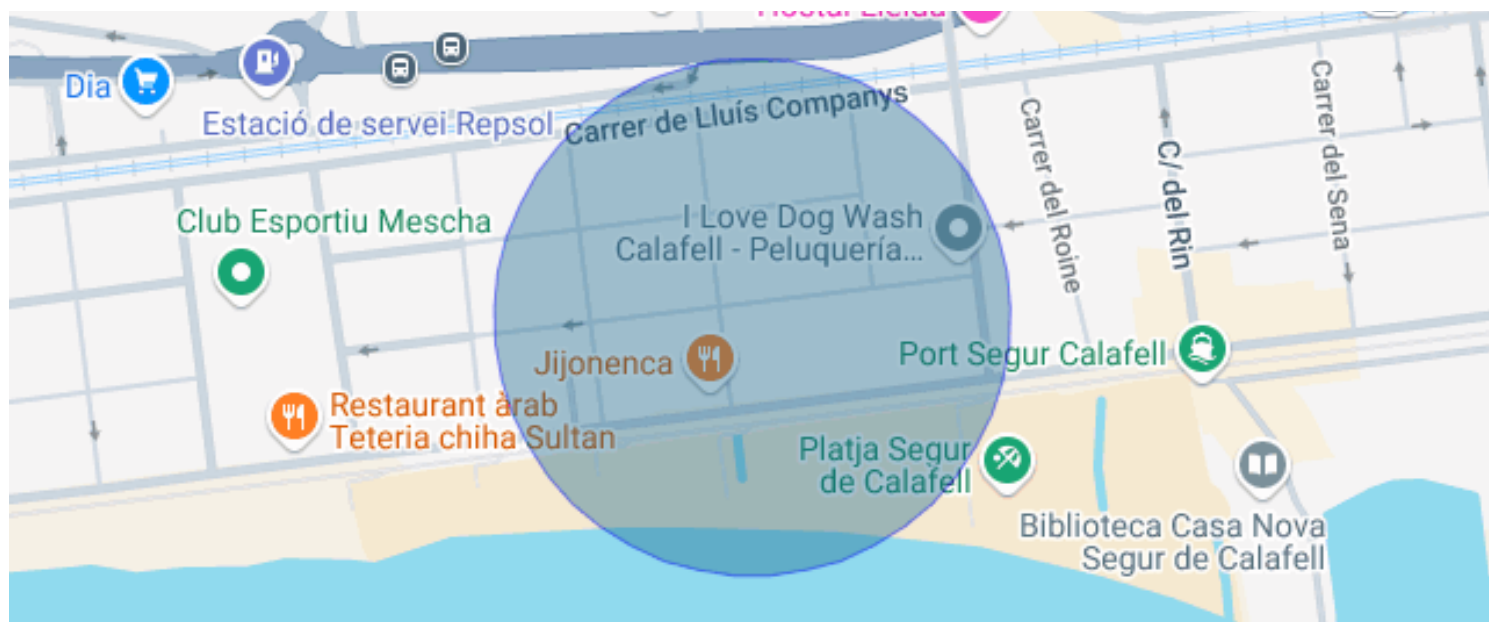 Hostal Lleida
Dia
Estació de servei Repsol
Carrer de Lluís Companys
Carrer del Roine
C/ del Rin
Carrer del Sena
Club Esportiu Mescha
I Love Dog Wash
Calafell - Peluquería...
Jijonenca
Port Segur Calafell
Restaurant àrab
Teteria chiha Sultan
Platja Segur
de Calafell
Biblioteca Casa Nova
Segur de Calafell